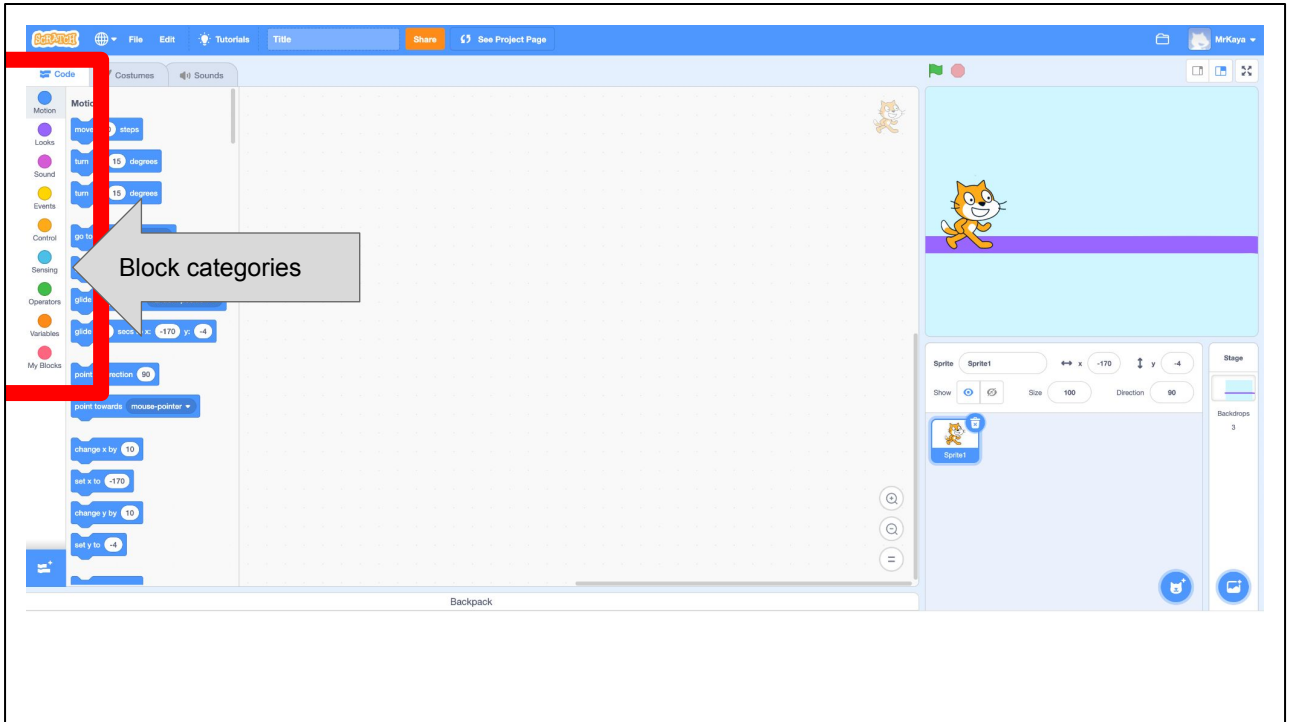 SCRATCH File Edit Tutorials Title Share See Project Page MrKaya
Code Costumes Sounds
Motion
Looks
Sound
Events
Control
Sensing
Operators
Variables
My Blocks
move steps
turn 15 degrees
turn 15 degrees
go to
glide
glide secs x: -170 y: -4
point direction 90
point towards mouse-pointer
change x by 10
set x to -170
change y by 10
set y to -4
Block categories
Backpack
Sprite Sprite1 x -170 y -4
Show Size 100 Direction 90
Sprite1
Stage
Backdrops
3